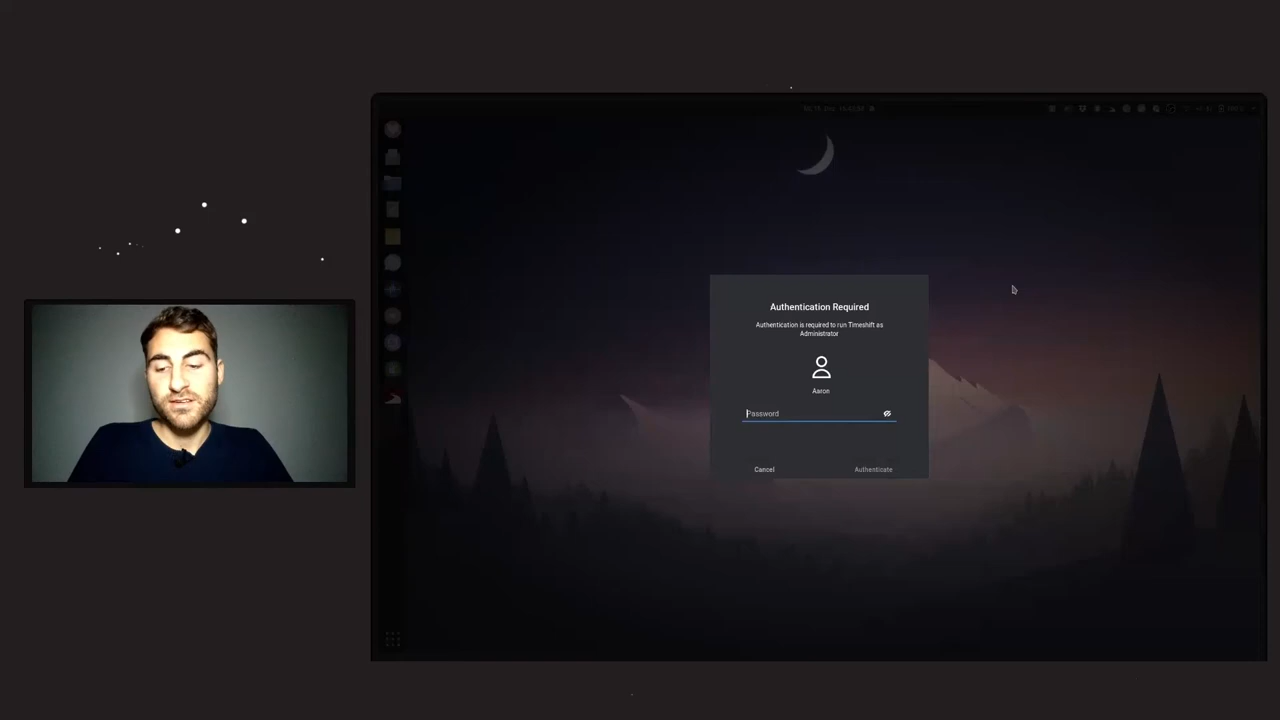 Authentication Required
Authentication is required to run Timeshift as
Administrator
Aaron
Password
Cancel
Authenticate